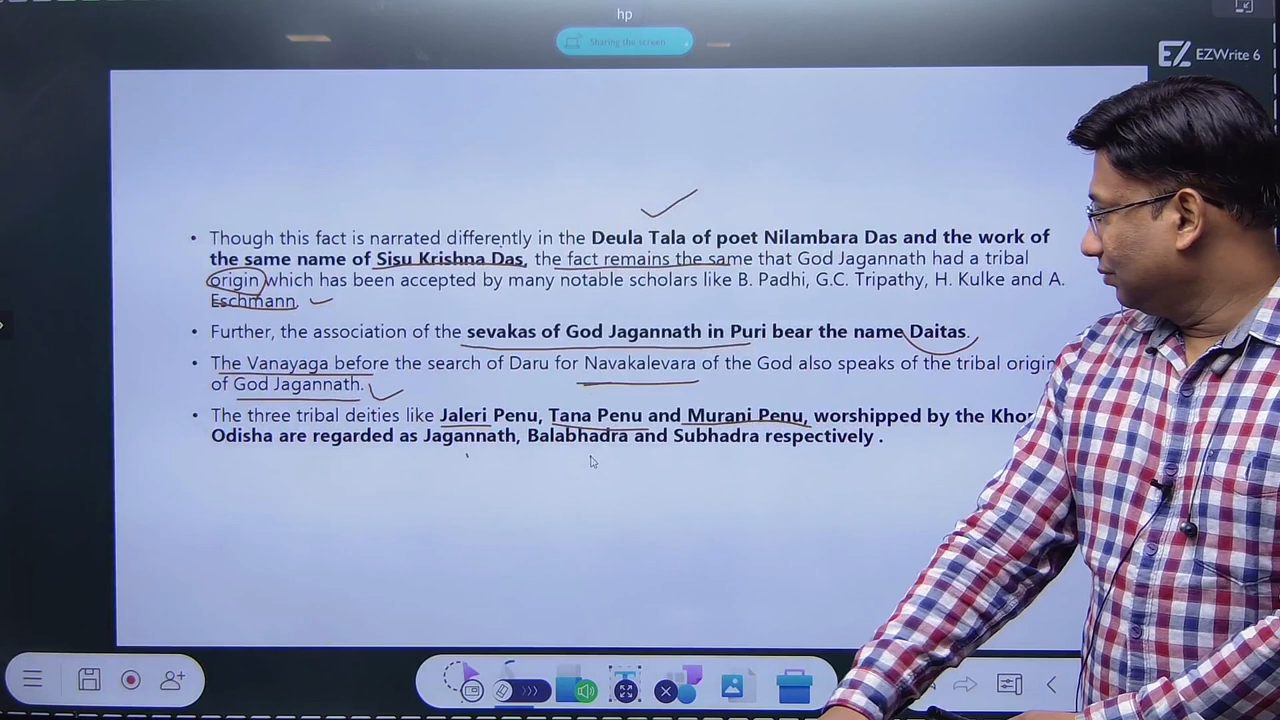 hp
Sharing the screen
EZ EZWrite 6
• Though this fact is narrated differently in the Deula Tala of poet Nilambara Das and the work of
the same name of Sisu Krishna Das, the fact remains the same that God Jagannath had a tribal
origin which has been accepted by many notable scholars like B. Padhi, G.C. Tripathy, H. Kulke and A.
Eschmann.
• Further, the association of the sevakas of God Jagannath in Puri bear the name Daitas.
• The Vanayaga before the search of Daru for Navakalevara of the God also speaks of the tribal origin
of God Jagannath.
• The three tribal deities like Jaleri Penu, Tana Penu and Murani Penu, worshipped by the
Odisha are regarded as Jagannath, Balabhadra and Subhadra respectively .